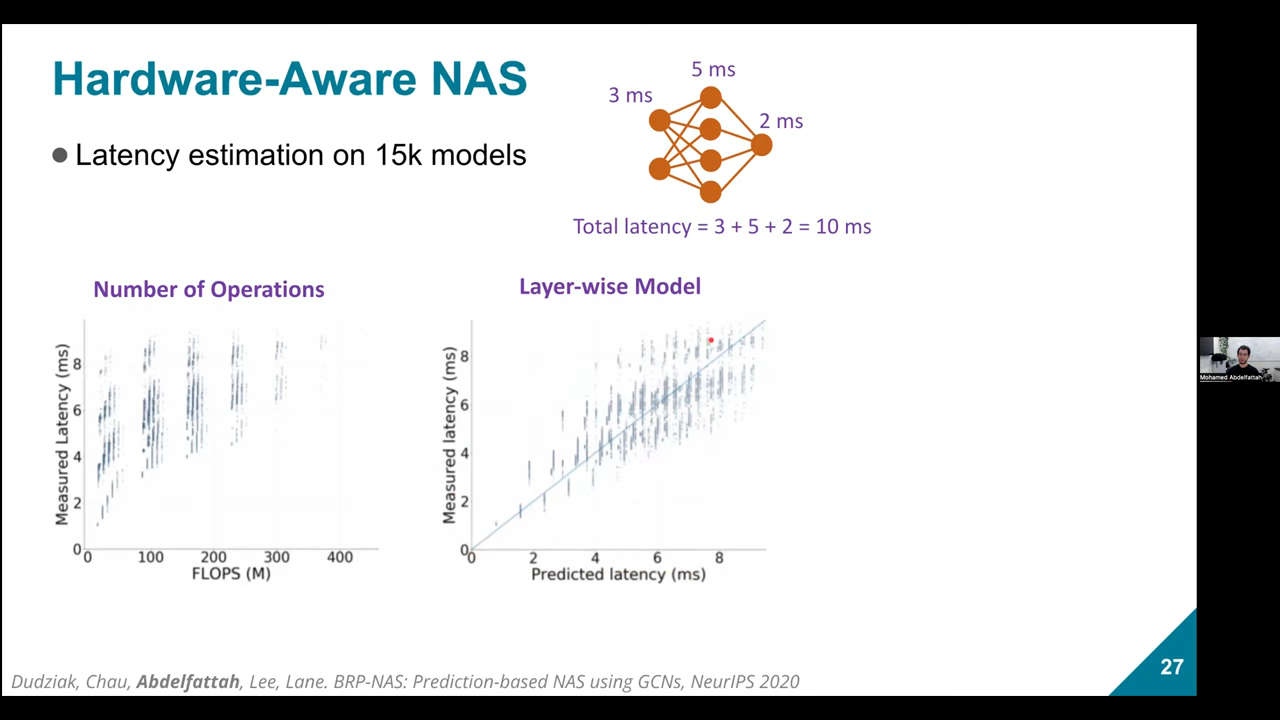 Hardware-Aware NAS
● Latency estimation on 15k models
5 ms
3 ms
2 ms
Total latency = 3 + 5 + 2 = 10 ms
Number of Operations
Measured Latency (ms)
8
6
4
2
0
0 100 200 300 400
FLOPS (M)
Layer-wise Model
Measured latency (ms)
8
6
4
2
0
0 2 4 6 8
Predicted latency (ms)
Mohamed Abdelfattah
Dudziak, Chau, Abdelfattah, Lee, Lane. BRP-NAS: Prediction-based NAS using GCNs, NeurIPS 2020
27